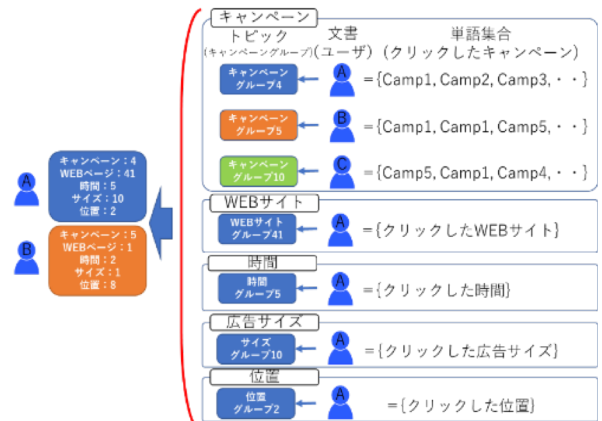 キャンペーン
トピック 文書 単語集合
(キャンペーングループ) (ユーザ) (クリックしたキャンペーン)
キャンペーン
グループ4
A
={Camp1, Camp2, Camp3,・・}
キャンペーン
グループ5
B
={Camp1, Camp1, Camp5,・・}
キャンペーン
グループ10
C
={Camp5, Camp1, Camp4,・・}
A
キャンペーン：4
WEBページ：41
時間：5
サイズ：10
位置：2
B
キャンペーン：5
WEBページ：1
時間：2
サイズ：1
位置：8
WEBサイト
WEBサイト
グループ41
A
={クリックしたWEBサイト}
時間
時間
グループ5
A
={クリックした時間}
広告サイズ
サイズ
グループ10
A
={クリックした広告サイズ}
位置
位置
グループ2
A
={クリックした位置}